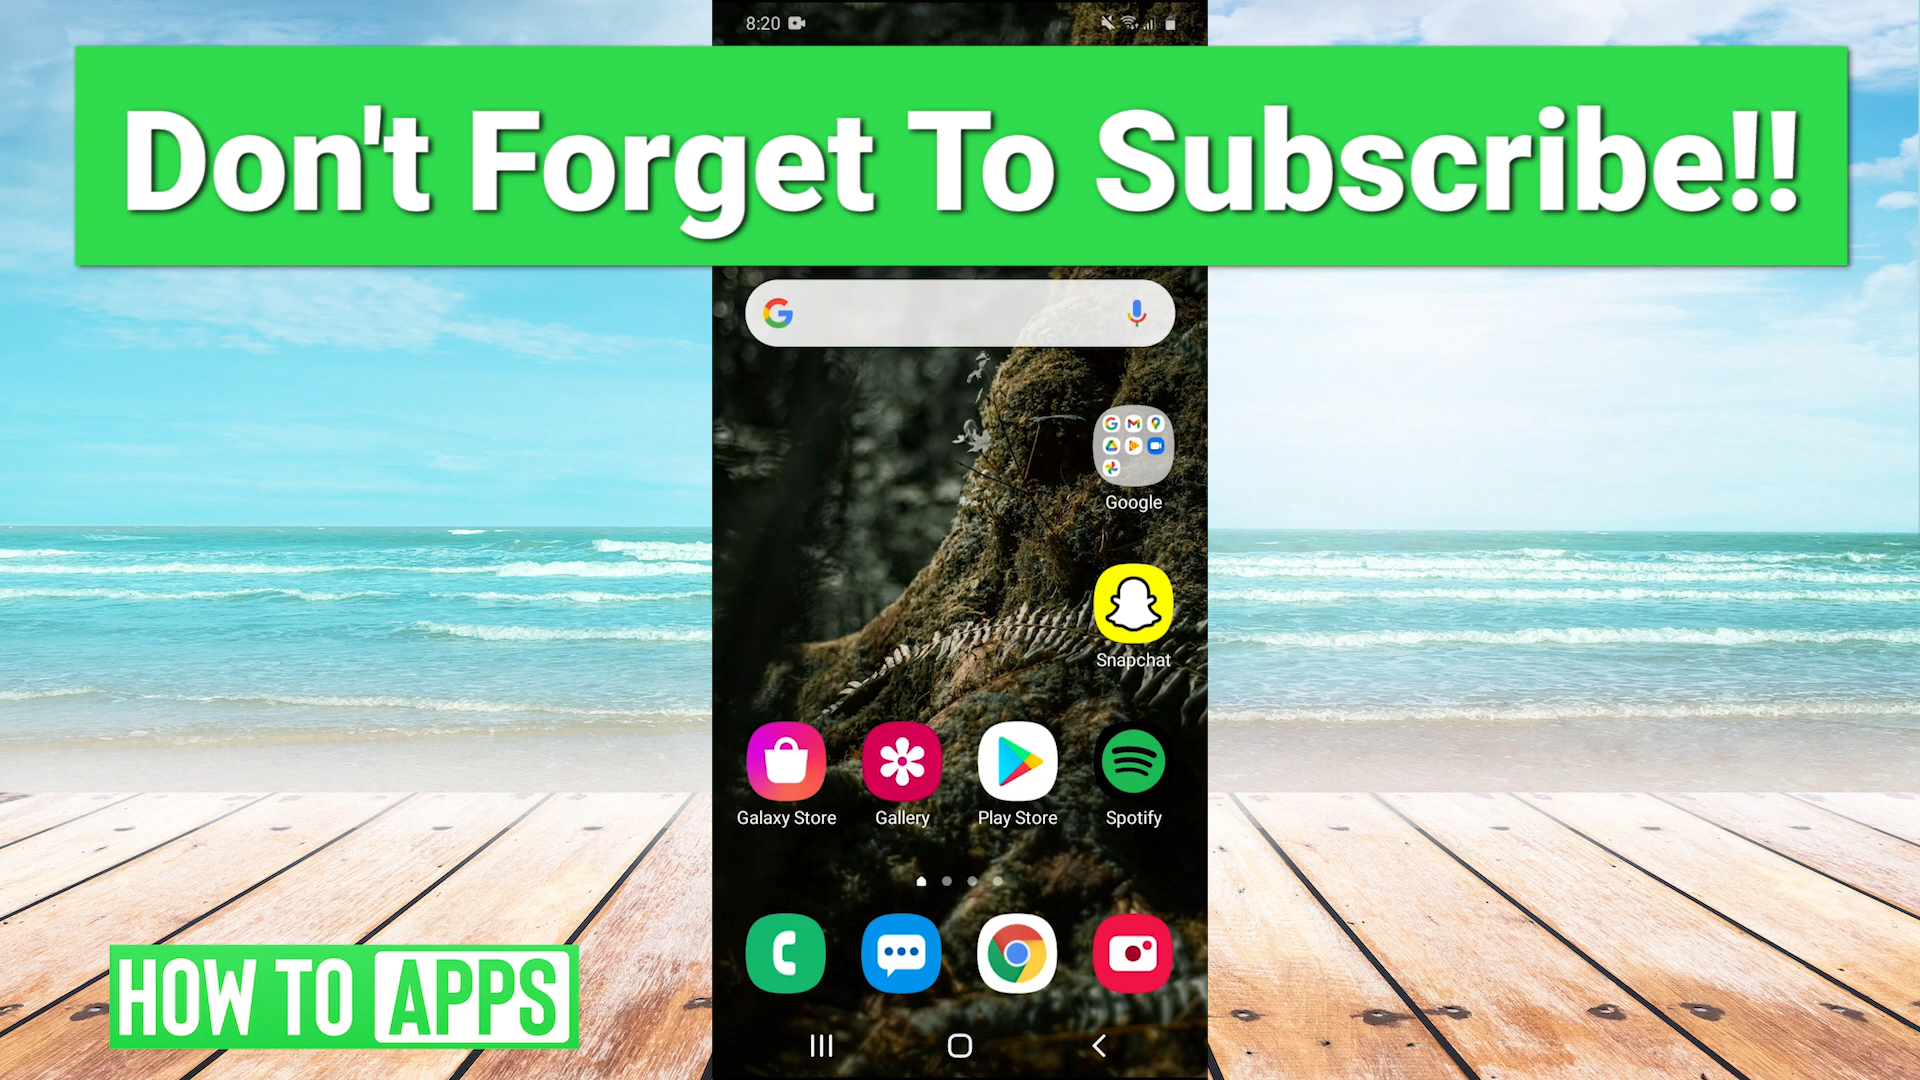 8:20
Don't Forget To Subscribe!!
Google
Snapchat
Galaxy Store Gallery Play Store Spotify
HOW TO APPS